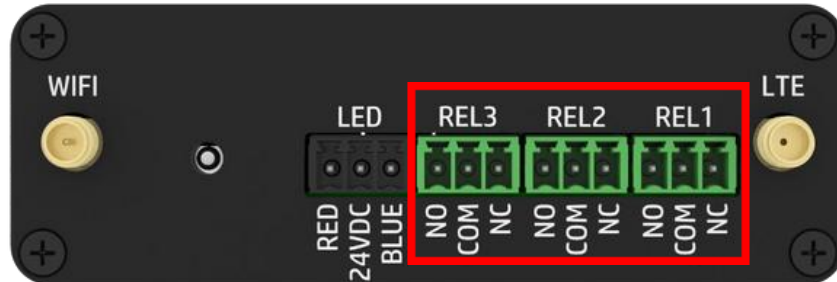 WIFI
LTE
LED
REL3
REL2
REL1
RED
24VDC
BLUE
NO
COM
NC
NO
COM
NC
NO
COM
NC